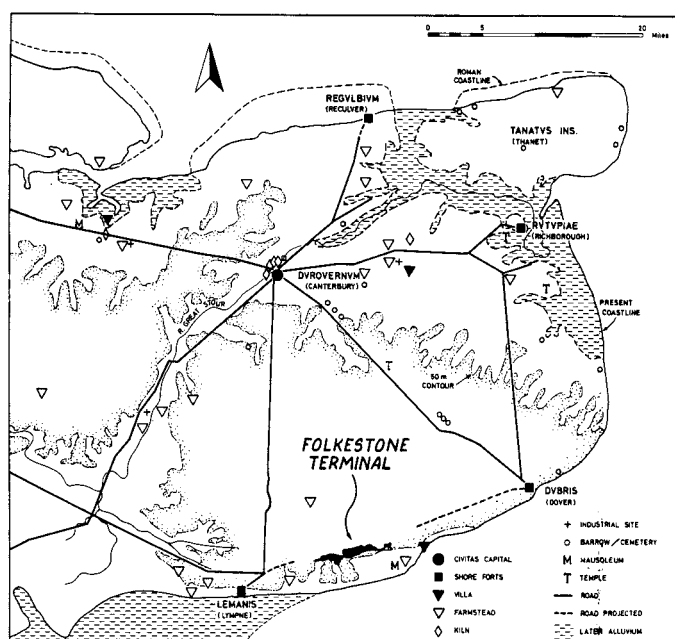 0 5 10 20
Miles
ROMAN
COASTLINE
REGVLBIVM
(RECULVER)
TANATVS INS.
(THANET)
M
T
RVTVPIAE
(RICHBOROUGH)
DVROVERNVM
(CANTERBURY)
R. GREAT STOUR
T
PRESENT
COASTLINE
T
50 m
CONTOUR
FOLKESTONE
TERMINAL
DVBRIS
(DOVER)
M
LEMANIS
(LYMPNE)
CIVITAS CAPITAL
SHORE FORTS
VILLA
FARMSTEAD
KILN
INDUSTRIAL SITE
BARROW / CEMETERY
M MAUSOLEUM
T TEMPLE
ROAD
ROAD PROJECTED
LATER ALLUVIUM